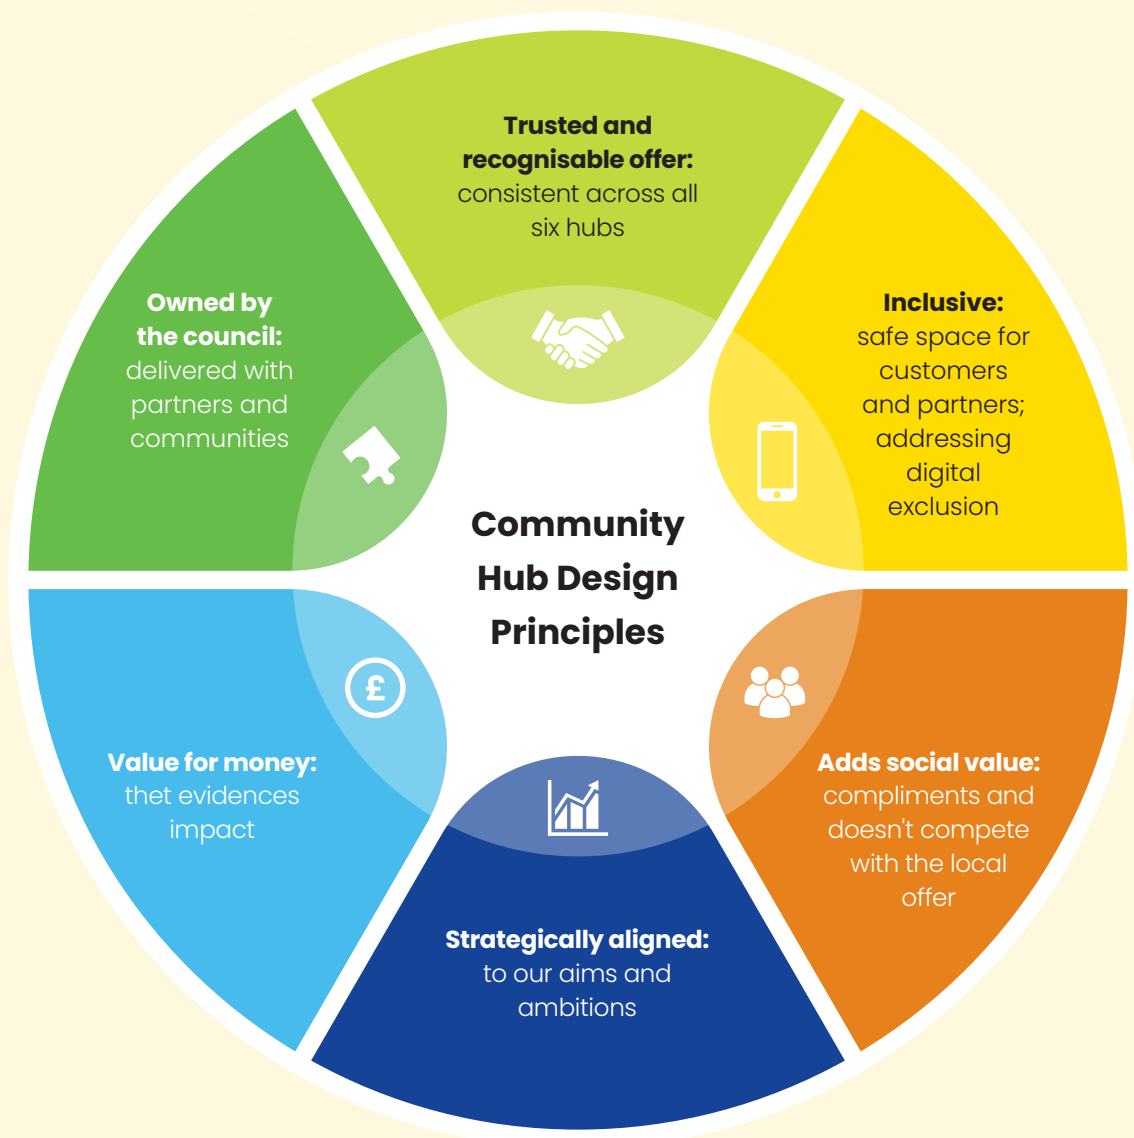 Trusted and
recognisable offer:
consistent across all
six hubs
Inclusive:
safe space for
customers
and partners;
addressing
digital
exclusion
Adds social value:
compliments and
doesn't compete
with the local
offer
Strategically aligned:
to our aims and
ambitions
Value for money:
thet evidences
impact
£
Owned by
the council:
delivered with
partners and
communities
Community
Hub Design
Principles